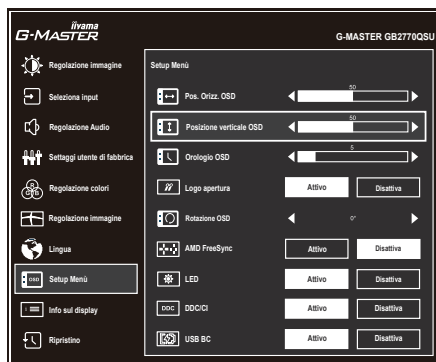 iiyama
G-MASTER
G-MASTER GB2770QSU
Regolazione immagine
Seleziona input
Regolazione Audio
Settaggi utente di fabbrica
Regolazione colori
Regolazione immagine
Lingua
OSD Setup Menù
Info sul display
Ripristino
Setup Menù
Pos. Orizz. OSD 50
Posizione verticale OSD 50
Orologio OSD 5
Logo apertura Attivo Disattiva
Rotazione OSD 0°
AMD FreeSync Attivo Disattiva
LED Attivo Disattiva
DDC DDC/CI Attivo Disattiva
USB BC Attivo Disattiva